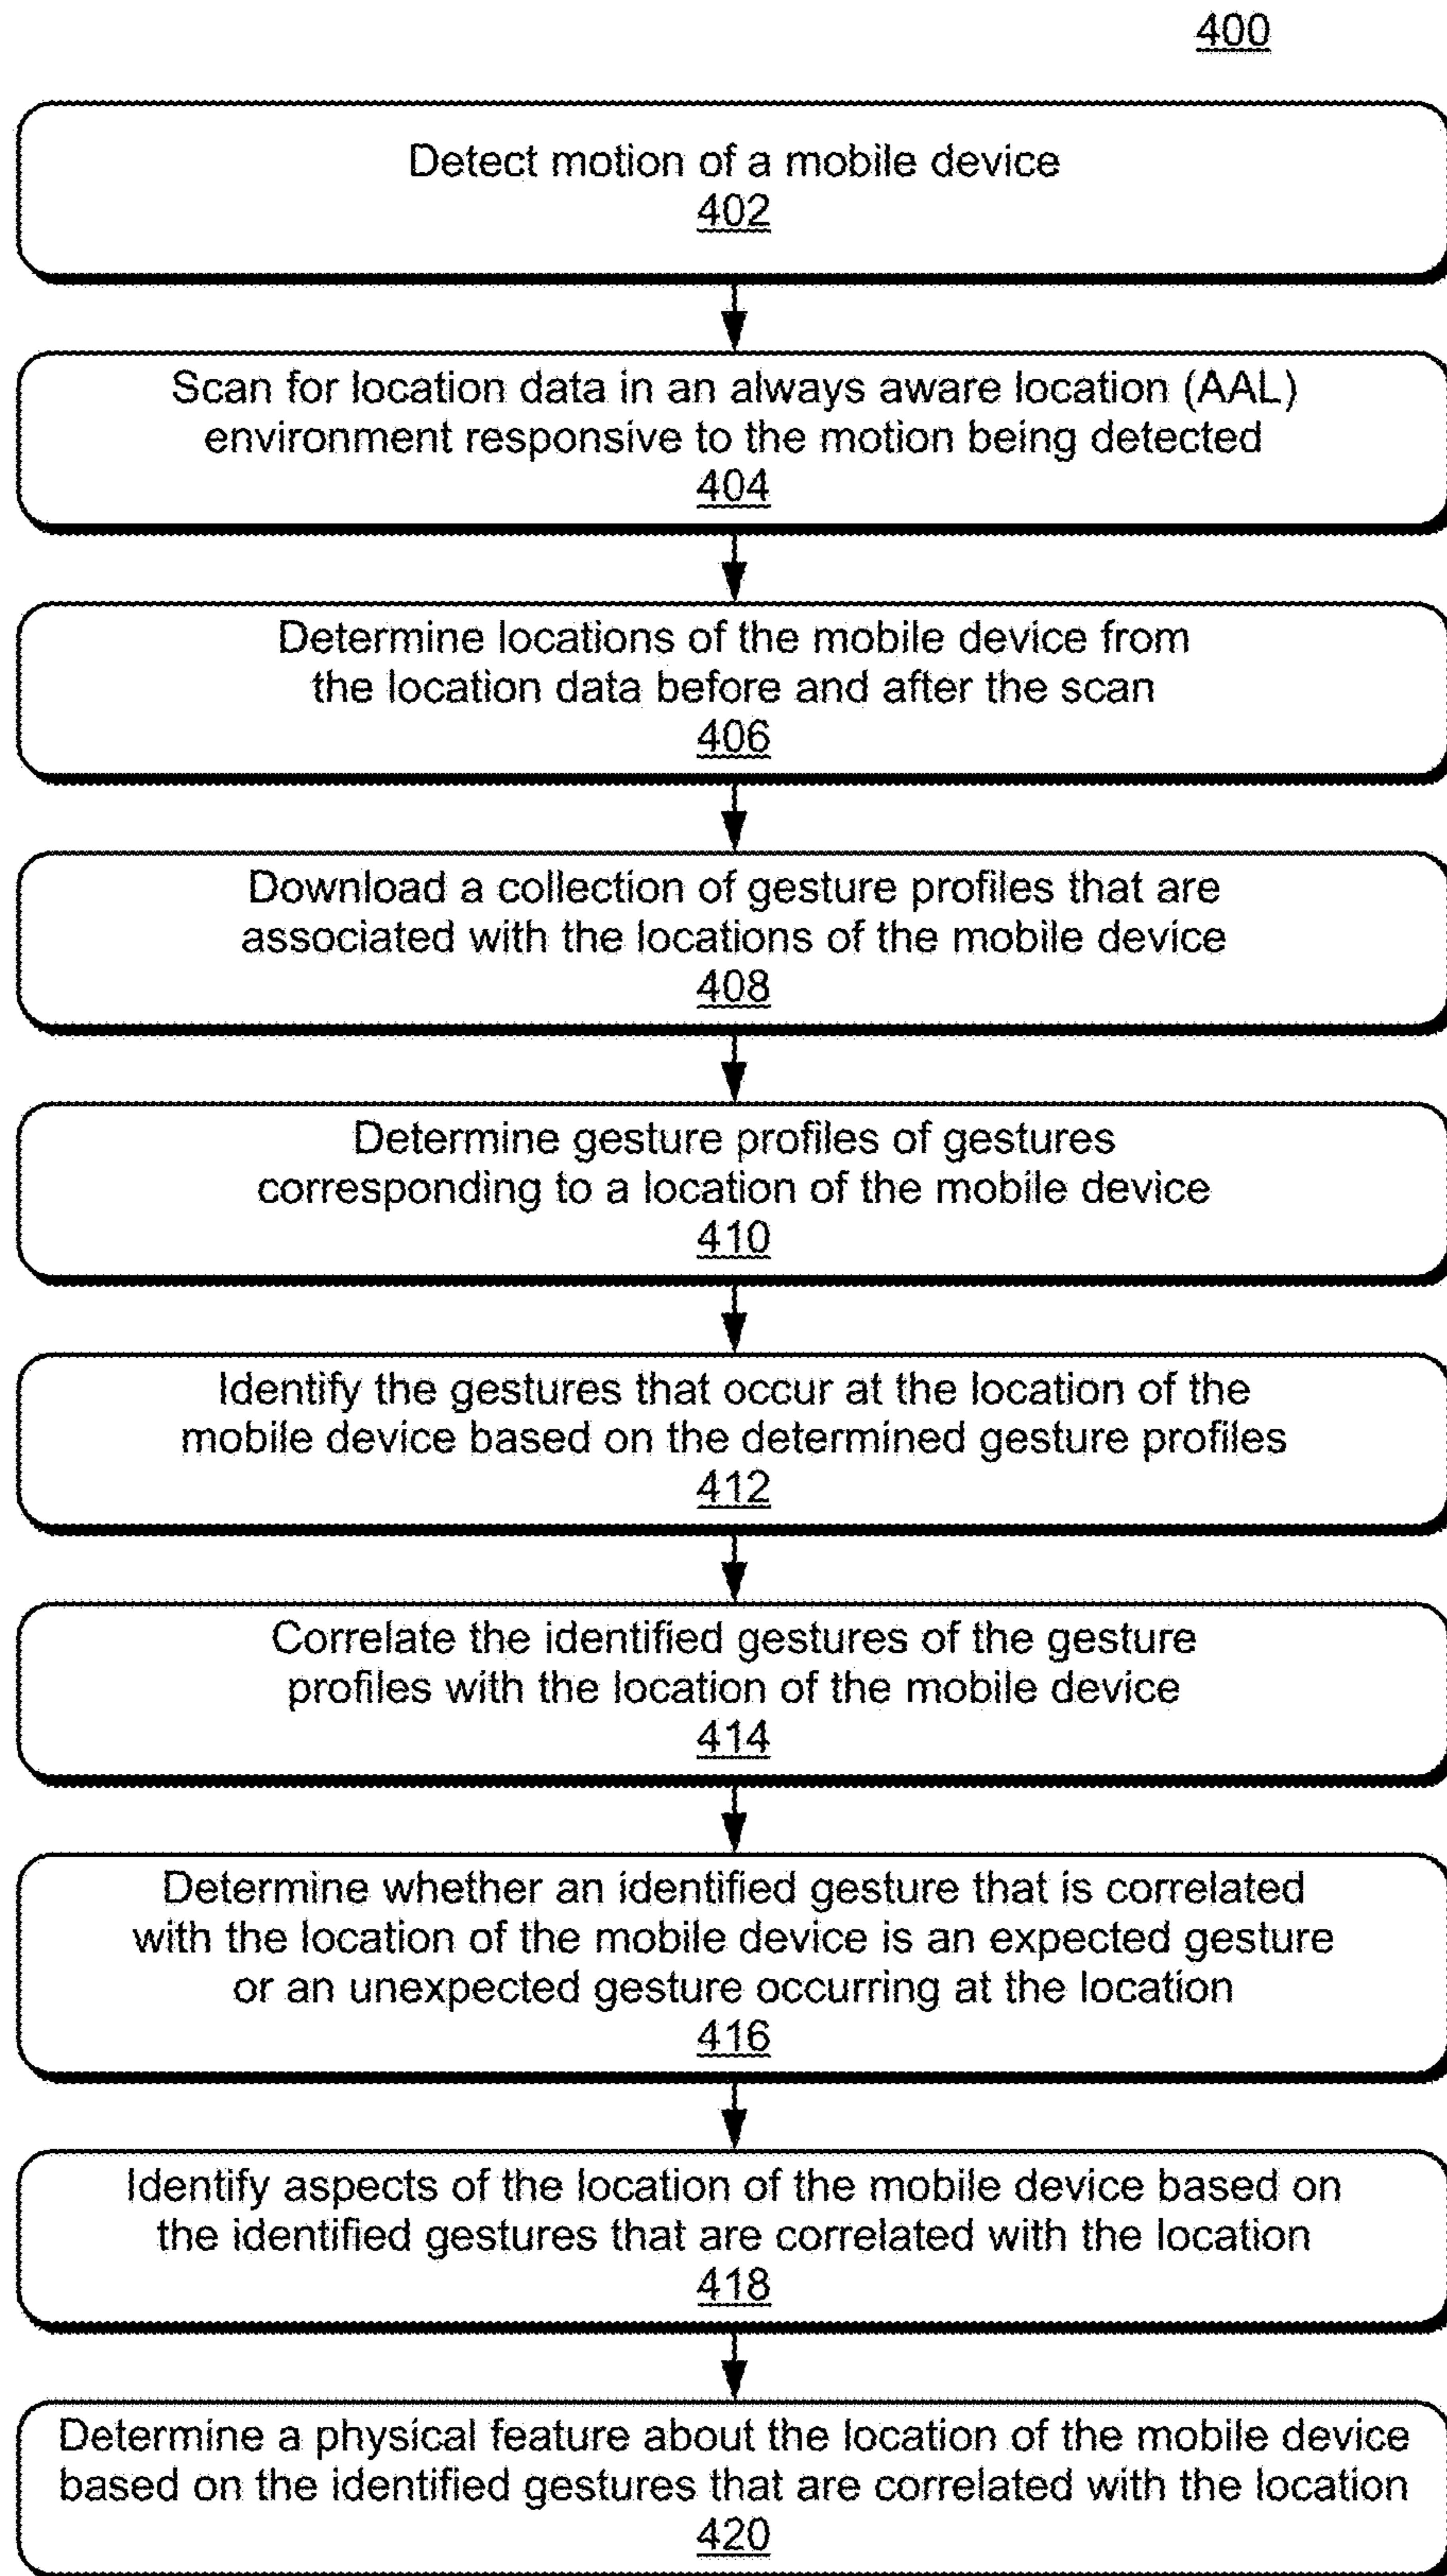 400
Detect motion of a mobile device
402
Scan for location data in an always aware location (AAL)
environment responsive to the motion being detected
404
Determine locations of the mobile device from
the location data before and after the scan
406
Download a collection of gesture profiles that are
associated with the locations of the mobile device
408
Determine gesture profiles of gestures
corresponding to a location of the mobile device
410
Identify the gestures that occur at the location of the
mobile device based on the determined gesture profiles
412
Correlate the identified gestures of the gesture
profiles with the location of the mobile device
414
Determine whether an identified gesture that is correlated
with the location of the mobile device is an expected gesture
or an unexpected gesture occurring at the location
416
Identify aspects of the location of the mobile device based on
the identified gestures that are correlated with the location
418
Determine a physical feature about the location of the mobile device
based on the identified gestures that are correlated with the location
420